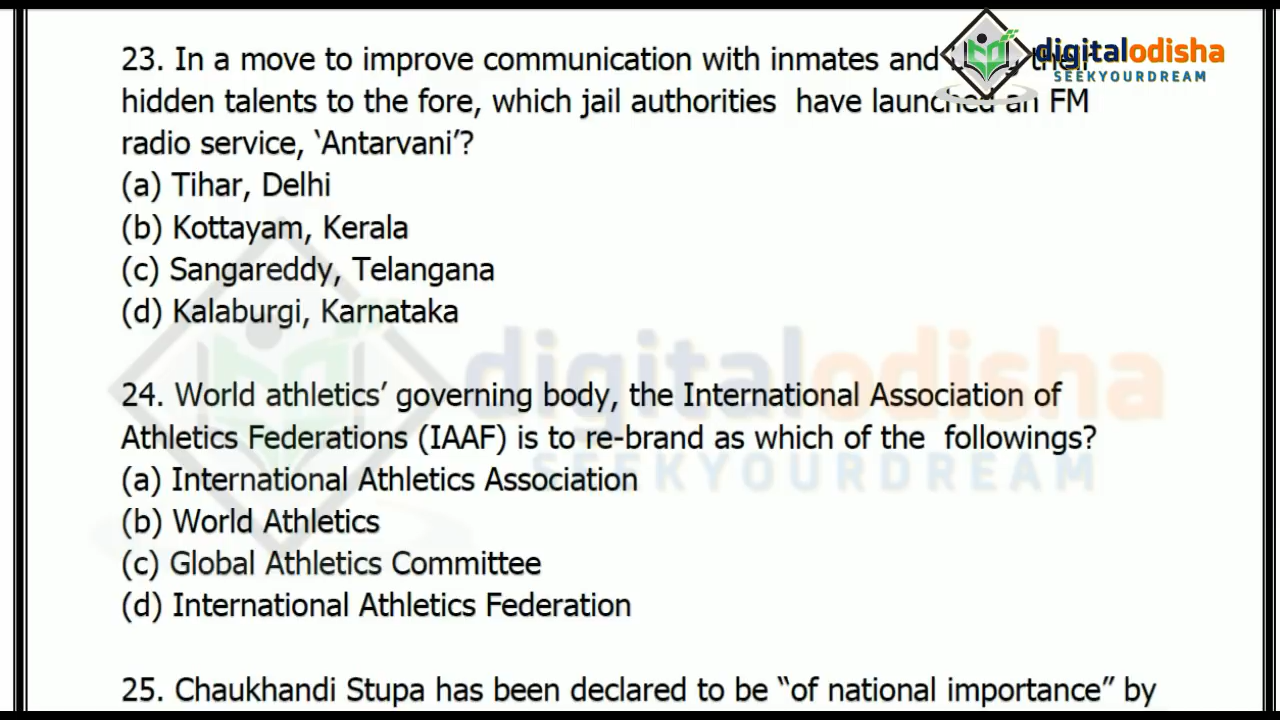 23. In a move to improve communication with inmates and
hidden talents to the fore, which jail authorities have launched an FM
radio service, ‘Antarvani’?
(a) Tihar, Delhi
(b) Kottayam, Kerala
(c) Sangareddy, Telangana
(d) Kalaburgi, Karnataka
24. World athletics’ governing body, the International Association of
Athletics Federations (IAAF) is to re-brand as which of the followings?
(a) International Athletics Association
(b) World Athletics
(c) Global Athletics Committee
(d) International Athletics Federation
25. Chaukhandi Stupa has been declared to be “of national importance” by
digitalodisha
SEEKYOURDREAM
digitalodisha
SEEKYOURDREAM